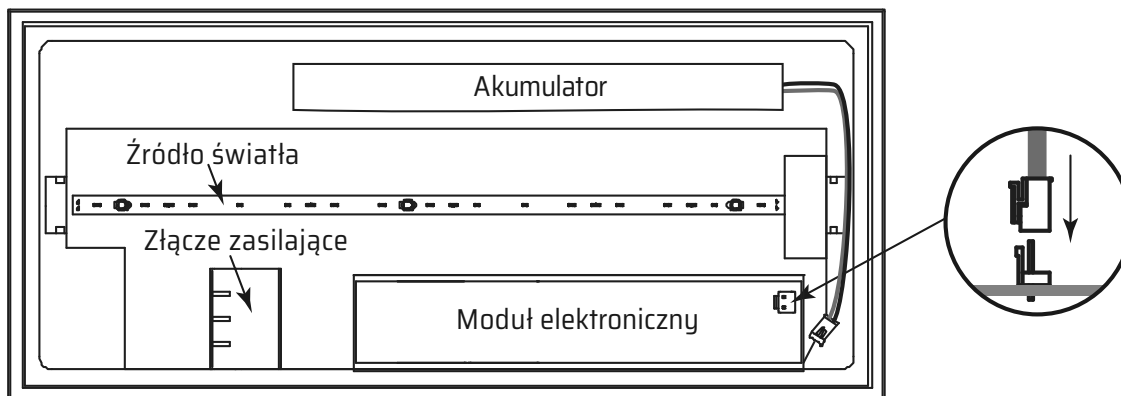 Akumulator
Źródło światła
Złącze zasilające
Moduł elektroniczny